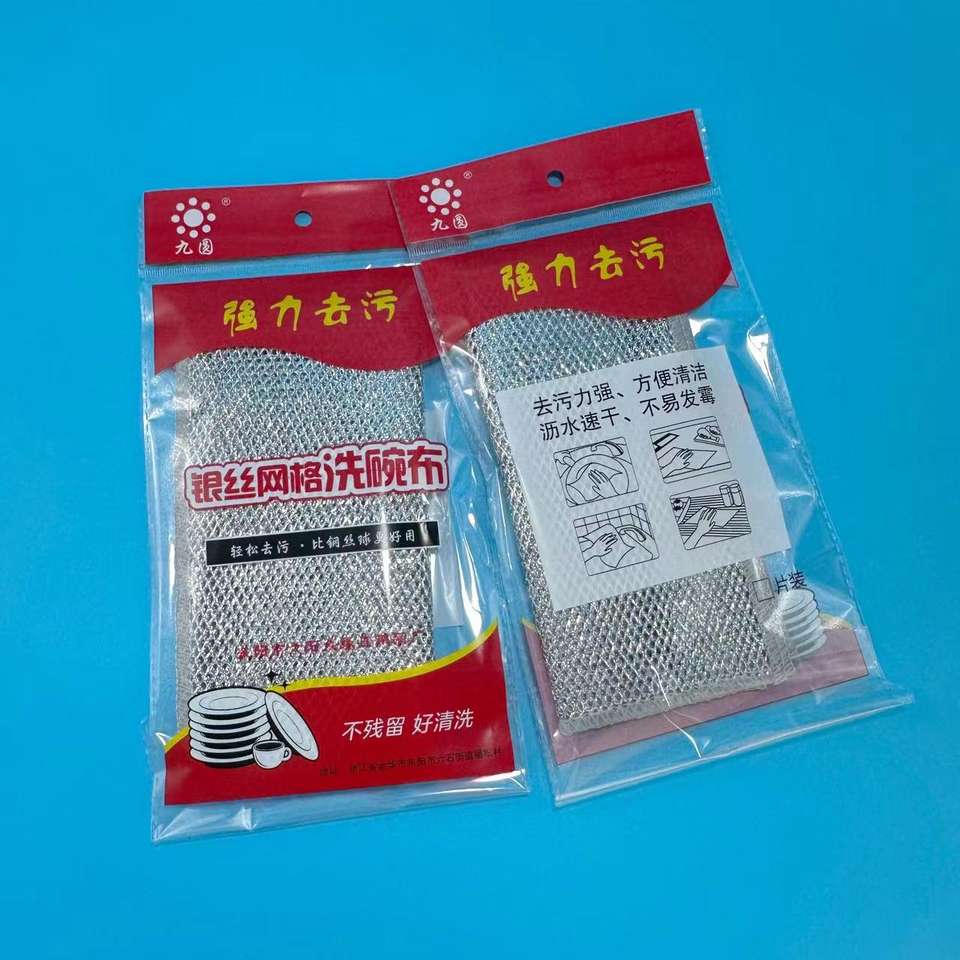 九圆
®
强力去污
银丝网格洗碗布
轻松去污·比钢丝球更好用
不残留 好清洗
九圆
®
强力去污
去污力强、方便清洁
沥水速干、不易发霉
片装